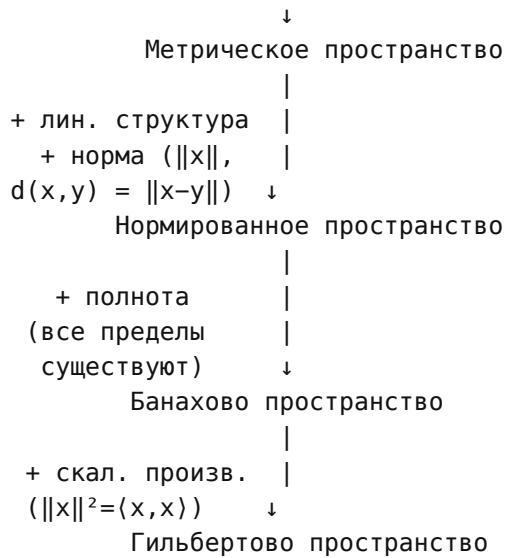 ↓
Метрическое пространство
|
+ лин. структура |
+ норма (‖x‖, |
d(x,y) = ‖x−y‖) ↓
Нормированное пространство
|
+ полнота |
(все пределы |
существуют) ↓
Банахово пространство
|
+ скал. произв. |
(‖x‖²=⟨x,x⟩) ↓
Гильбертово пространство